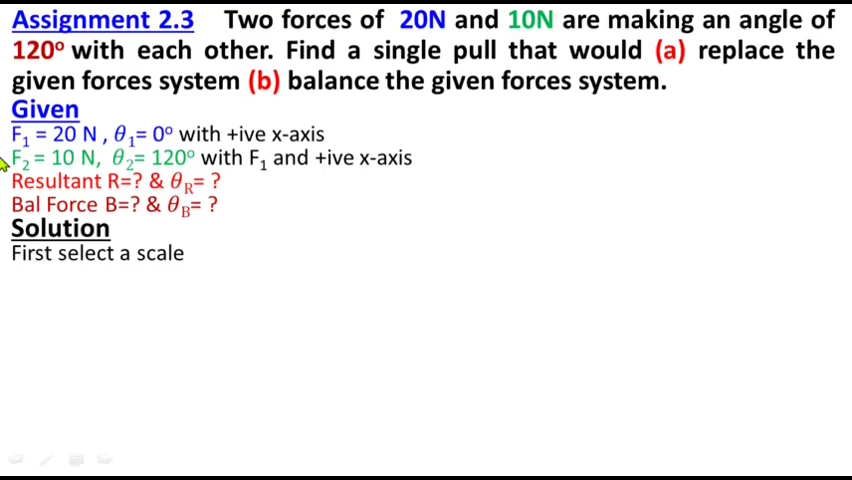 Assignment 2.3 Two forces of 20N and 10N are making an angle of
120° with each other. Find a single pull that would (a) replace the
given forces system (b) balance the given forces system.
Given
F₁ = 20 N , θ₁= 0° with +ive x-axis
F₂ = 10 N, θ₂= 120° with F₁ and +ive x-axis
Resultant R=? & θR= ?
Bal Force B=? & θB= ?
Solution
First select a scale